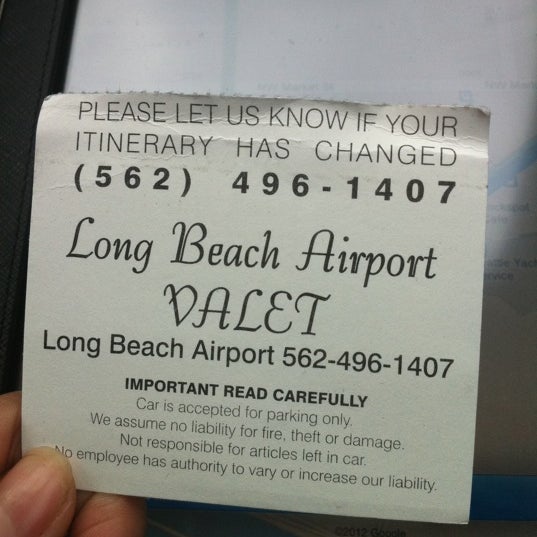 PLEASE LET US KNOW IF YOUR
ITINERARY HAS CHANGED
(562) 496-1407
Long Beach Airport
VALET
Long Beach Airport 562-496-1407
IMPORTANT READ CAREFULLY
Car is accepted for parking only.
We assume no liability for fire, theft or damage.
Not responsible for articles left in car.
No employee has authority to vary or increase our liability.
©2012 Google